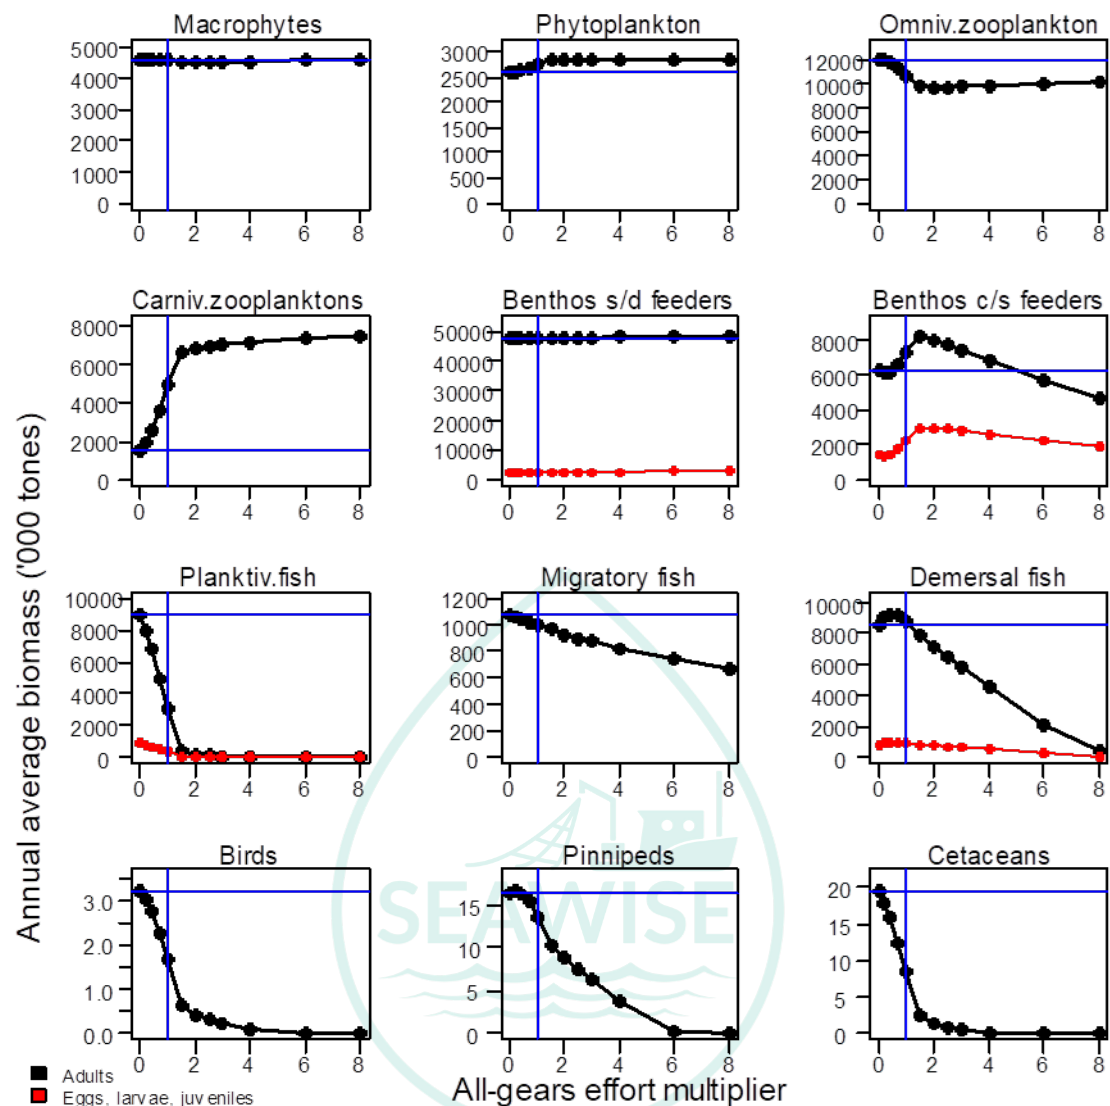 Macrophytes Phytoplankton Omniv.zooplankton
5000 4000 3000 2000 1000 0
0 2 4 6 8
3000 2500 2000 1500 1000 500 0
0 2 4 6 8
12000 10000 8000 6000 4000 2000 0
0 2 4 6 8
Carniv.zooplanktons Benthos s/d feeders Benthos c/s feeders
8000 6000 4000 2000 0
0 2 4 6 8
50000 40000 30000 20000 10000 0
0 2 4 6 8
8000 6000 4000 2000 0
0 2 4 6 8
Annual average biomass ('000 tones)
Planktiv.fish Migratory fish Demersal fish
10000 8000 6000 4000 2000 0
0 2 4 6 8
1200 1000 800 600 400 200 0
0 2 4 6 8
10000 8000 6000 4000 2000 0
0 2 4 6 8
Birds Pinnipeds Cetaceans
3.0 2.0 1.0 0.0
0 2 4 6 8
15 10 5 0
0 2 4 6 8
20 15 10 5 0
0 2 4 6 8
SEAWISE
All-gears effort multiplier
Adults
Eggs, larvae, juveniles